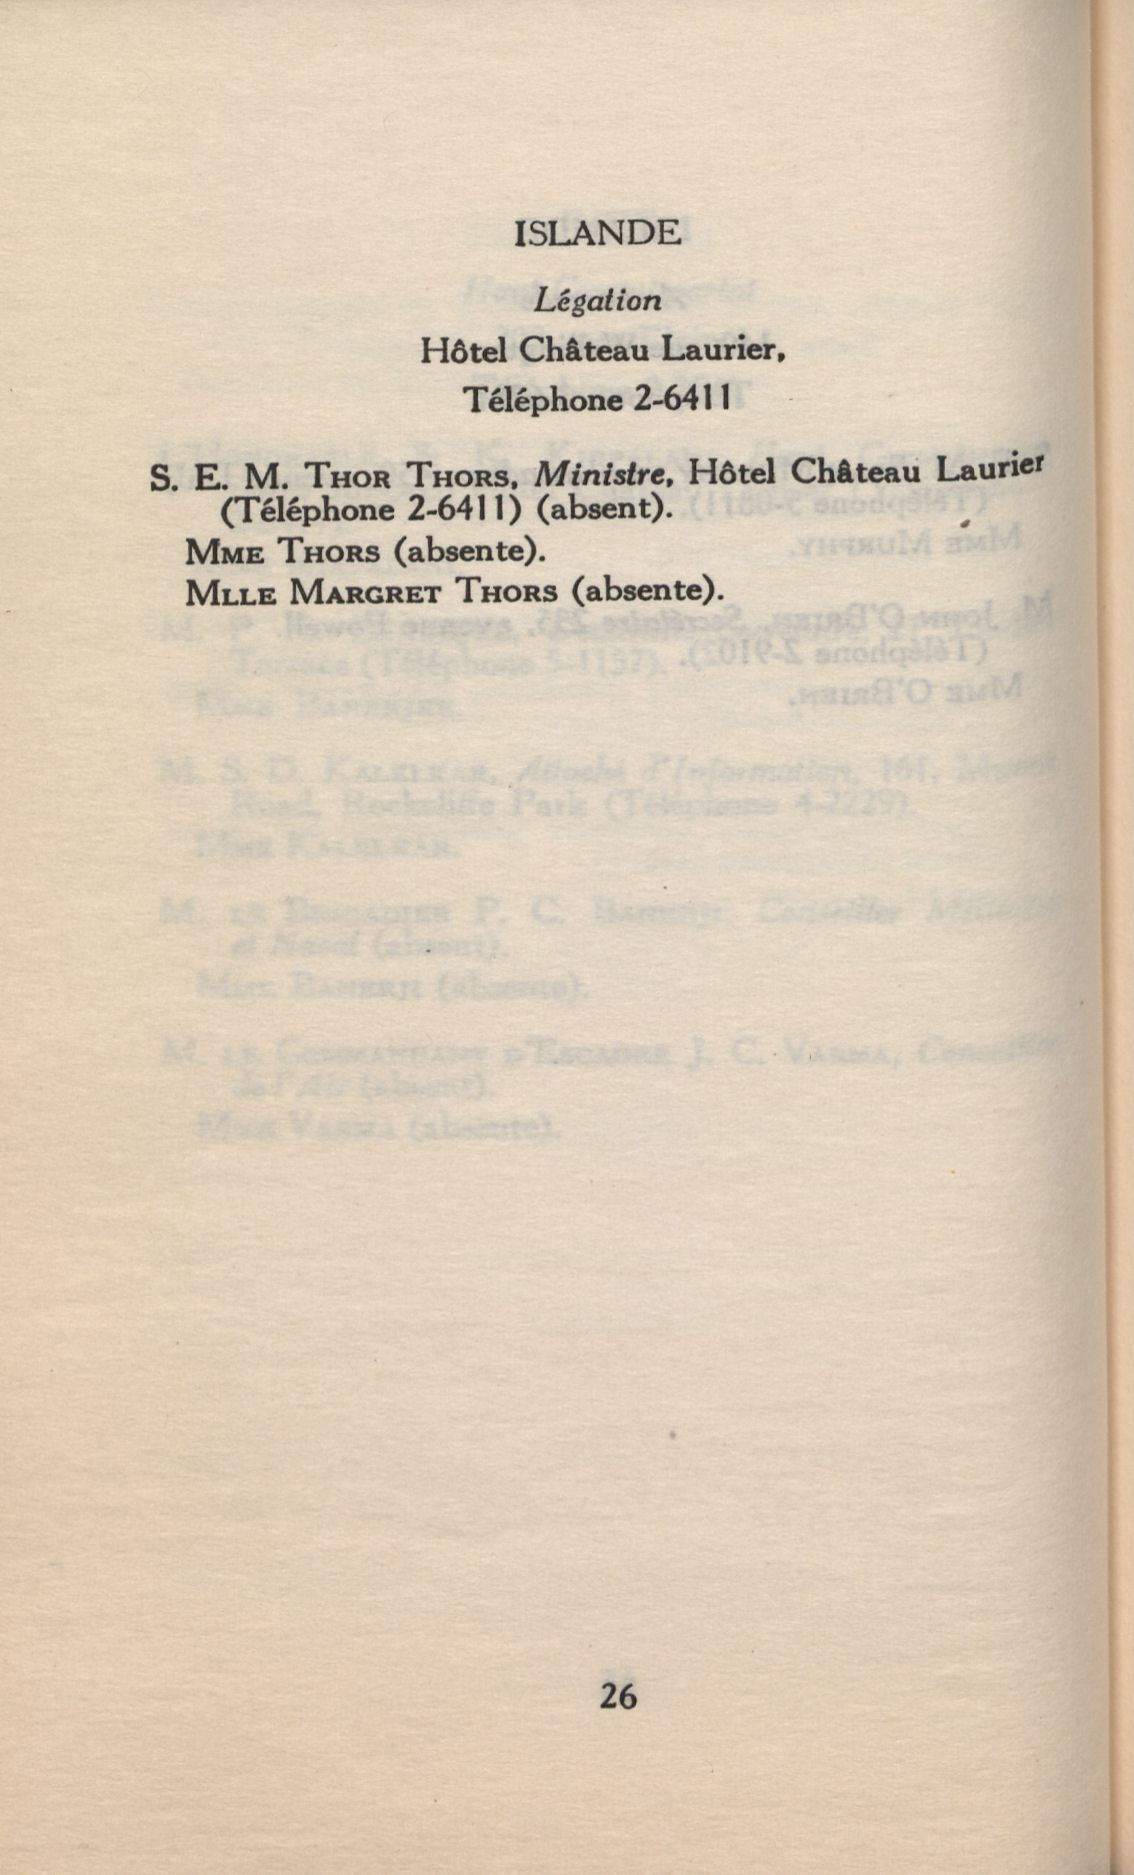 ISLANDE
Légation
Hôtel Château Laurier,
Téléphone 2-6411
S. E. M. THOR THORS, Ministre, Hôtel Château Laurier
(Téléphone 2-6411) (absent).
MME THORS (absente).
MLLE MARGRET THORS (absente).
26